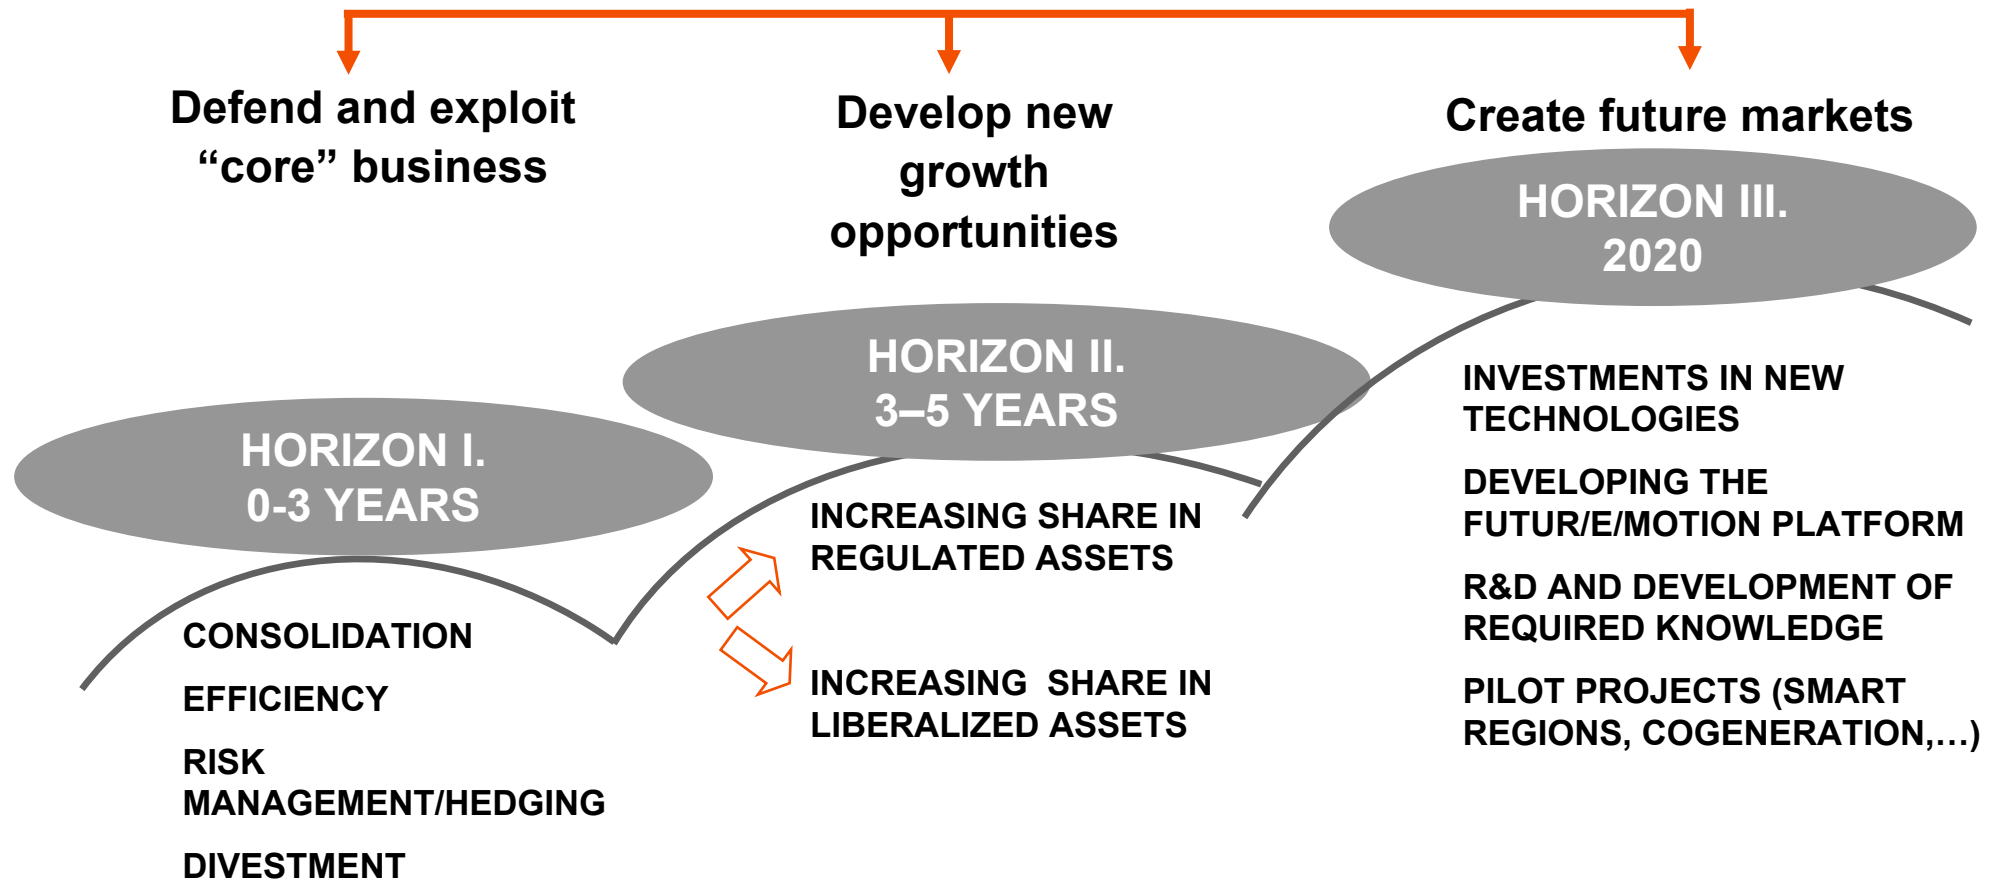 Defend and exploit
“core” business
HORIZON I.
0-3 YEARS
CONSOLIDATION
EFFICIENCY
RISK
MANAGEMENT/HEDGING
DIVESTMENT
Develop new
growth
opportunities
HORIZON II.
3–5 YEARS
INCREASING SHARE IN
REGULATED ASSETS
INCREASING  SHARE IN
LIBERALIZED ASSETS
Create future markets
HORIZON III.
2020
INVESTMENTS IN NEW
TECHNOLOGIES
DEVELOPING THE
FUTUR/E/MOTION PLATFORM
R&D AND DEVELOPMENT OF
REQUIRED KNOWLEDGE
PILOT PROJECTS (SMART
REGIONS, COGENERATION,…)